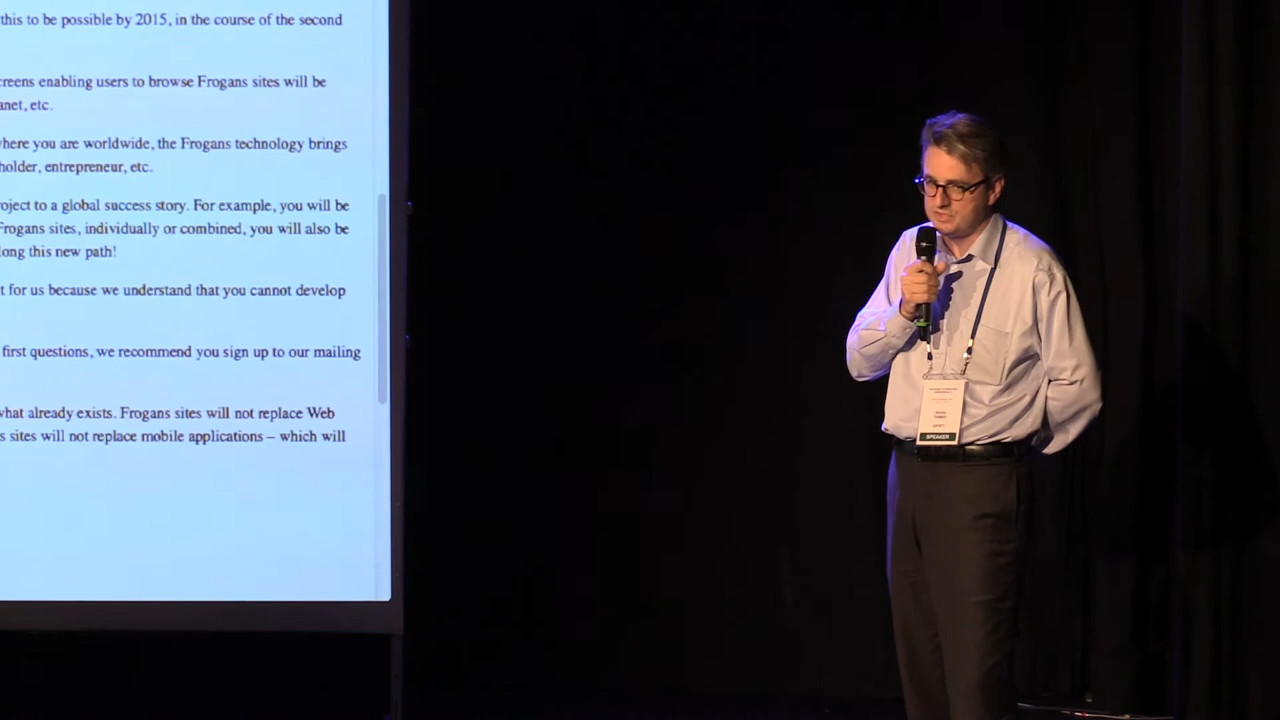 this to be possible by 2015, in the course of the second
creens enabling users to browse Frogans sites will be
anet, etc.
where you are worldwide, the Frogans technology brings
holder, entrepreneur, etc.
oject to a global success story. For example, you will be
Frogans sites, individually or combined, you will also be
long this new path!
t for us because we understand that you cannot develop
first questions, we recommend you sign up to our mailing
what already exists. Frogans sites will not replace Web
s sites will not replace mobile applications – which will
SPEAKER